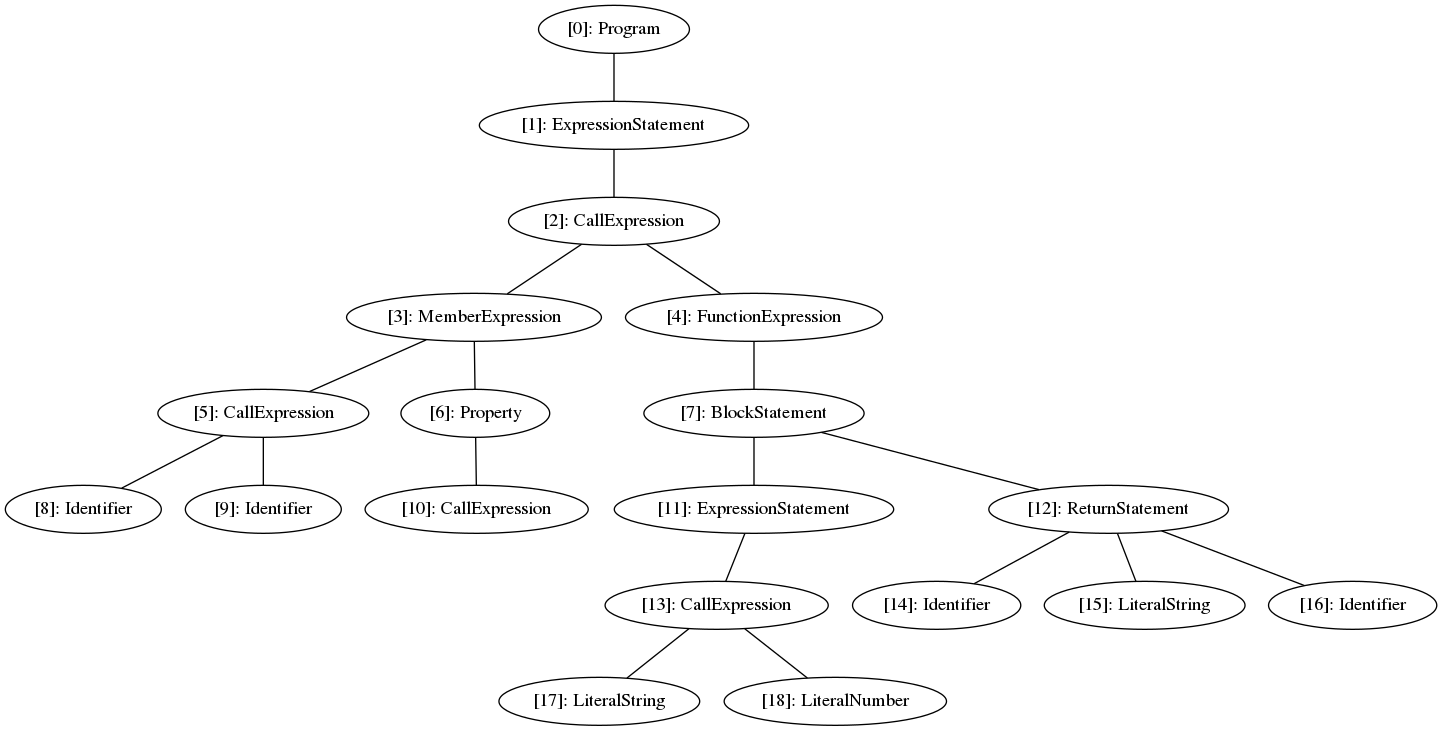 [0]: Program
[1]: ExpressionStatement
[2]: CallExpression
[3]: MemberExpression
[4]: FunctionExpression
[5]: CallExpression
[6]: Property
[7]: BlockStatement
[8]: Identifier
[9]: Identifier
[10]: CallExpression
[11]: ExpressionStatement
[12]: ReturnStatement
[13]: CallExpression
[14]: Identifier
[15]: LiteralString
[16]: Identifier
[17]: LiteralString
[18]: LiteralNumber